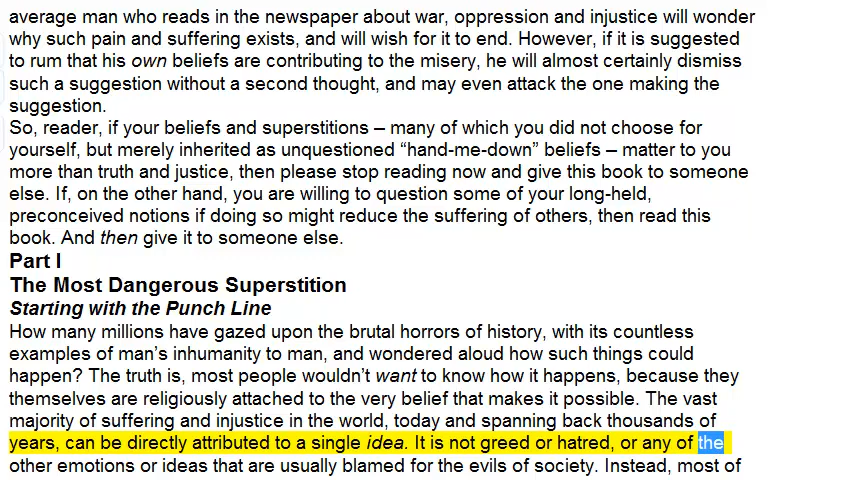 average man who reads in the newspaper about war, oppression and injustice will wonder
why such pain and suffering exists, and will wish for it to end. However, if it is suggested
to rum that his own beliefs are contributing to the misery, he will almost certainly dismiss
such a suggestion without a second thought, and may even attack the one making the
suggestion.
So, reader, if your beliefs and superstitions – many of which you did not choose for
yourself, but merely inherited as unquestioned “hand-me-down” beliefs – matter to you
more than truth and justice, then please stop reading now and give this book to someone
else. If, on the other hand, you are willing to question some of your long-held,
preconceived notions if doing so might reduce the suffering of others, then read this
book. And then give it to someone else.
Part I
The Most Dangerous Superstition
Starting with the Punch Line
How many millions have gazed upon the brutal horrors of history, with its countless
examples of man’s inhumanity to man, and wondered aloud how such things could
happen? The truth is, most people wouldn’t want to know how it happens, because they
themselves are religiously attached to the very belief that makes it possible. The vast
majority of suffering and injustice in the world, today and spanning back thousands of
years, can be directly attributed to a single idea. It is not greed or hatred, or any of the
other emotions or ideas that are usually blamed for the evils of society. Instead, most of